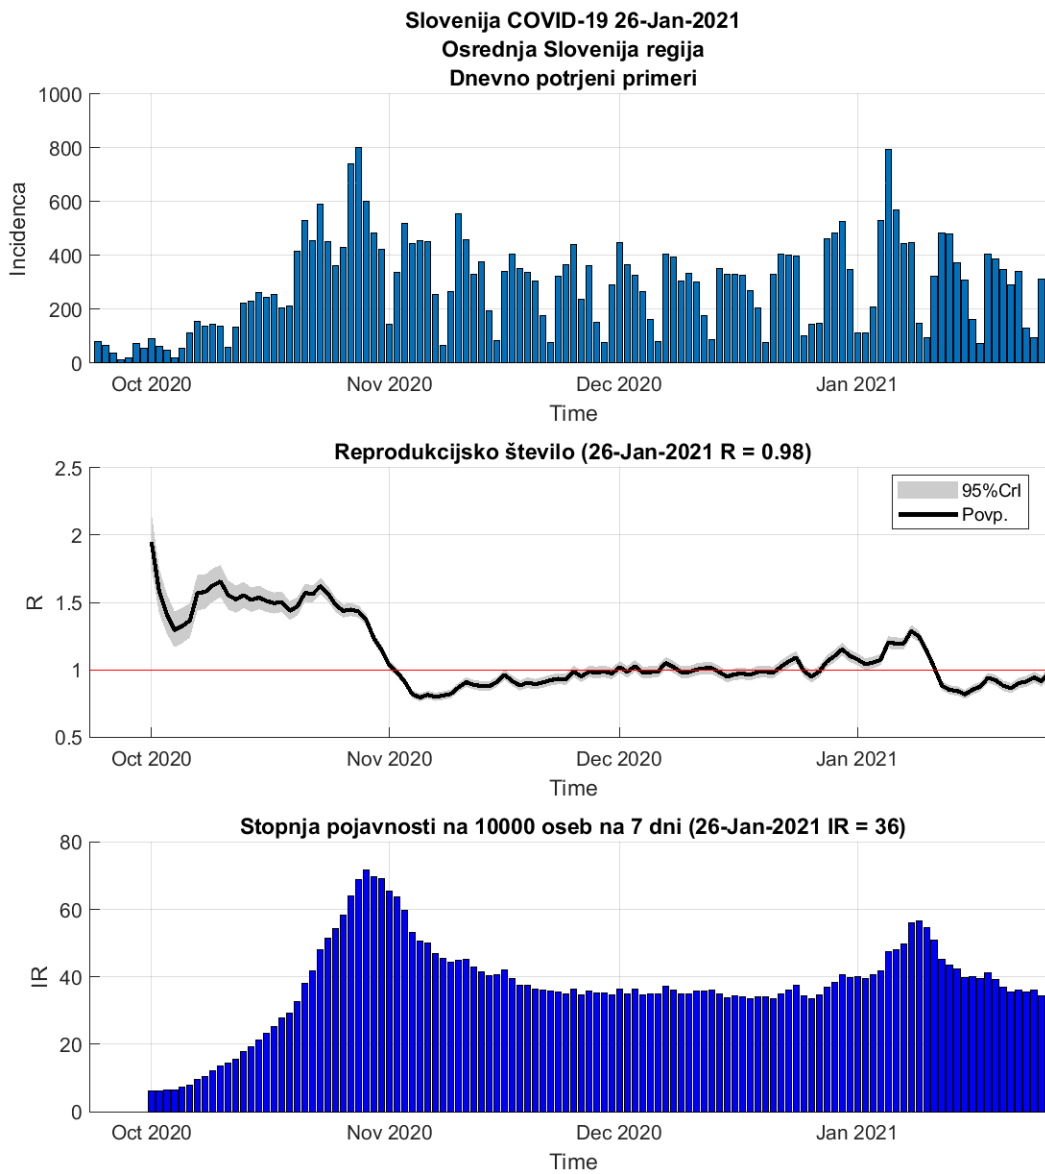 Slovenija COVID-19 26-Jan-2021
Osrednja Slovenija regija
Dnevno potrjeni primeri
1000
800
600
400
200
0
Incidenca
Oct 2020
Nov 2020
Dec 2020
Jan 2021
Time
Reprodukcijsko število (26-Jan-2021 R = 0.98)
2.5
2
1.5
1
0.5
R
95%CrI
Povp.
Oct 2020
Nov 2020
Dec 2020
Jan 2021
Time
Stopnja pojavnosti na 10000 oseb na 7 dni (26-Jan-2021 IR = 36)
80
60
40
20
0
IR
Oct 2020
Nov 2020
Dec 2020
Jan 2021
Time